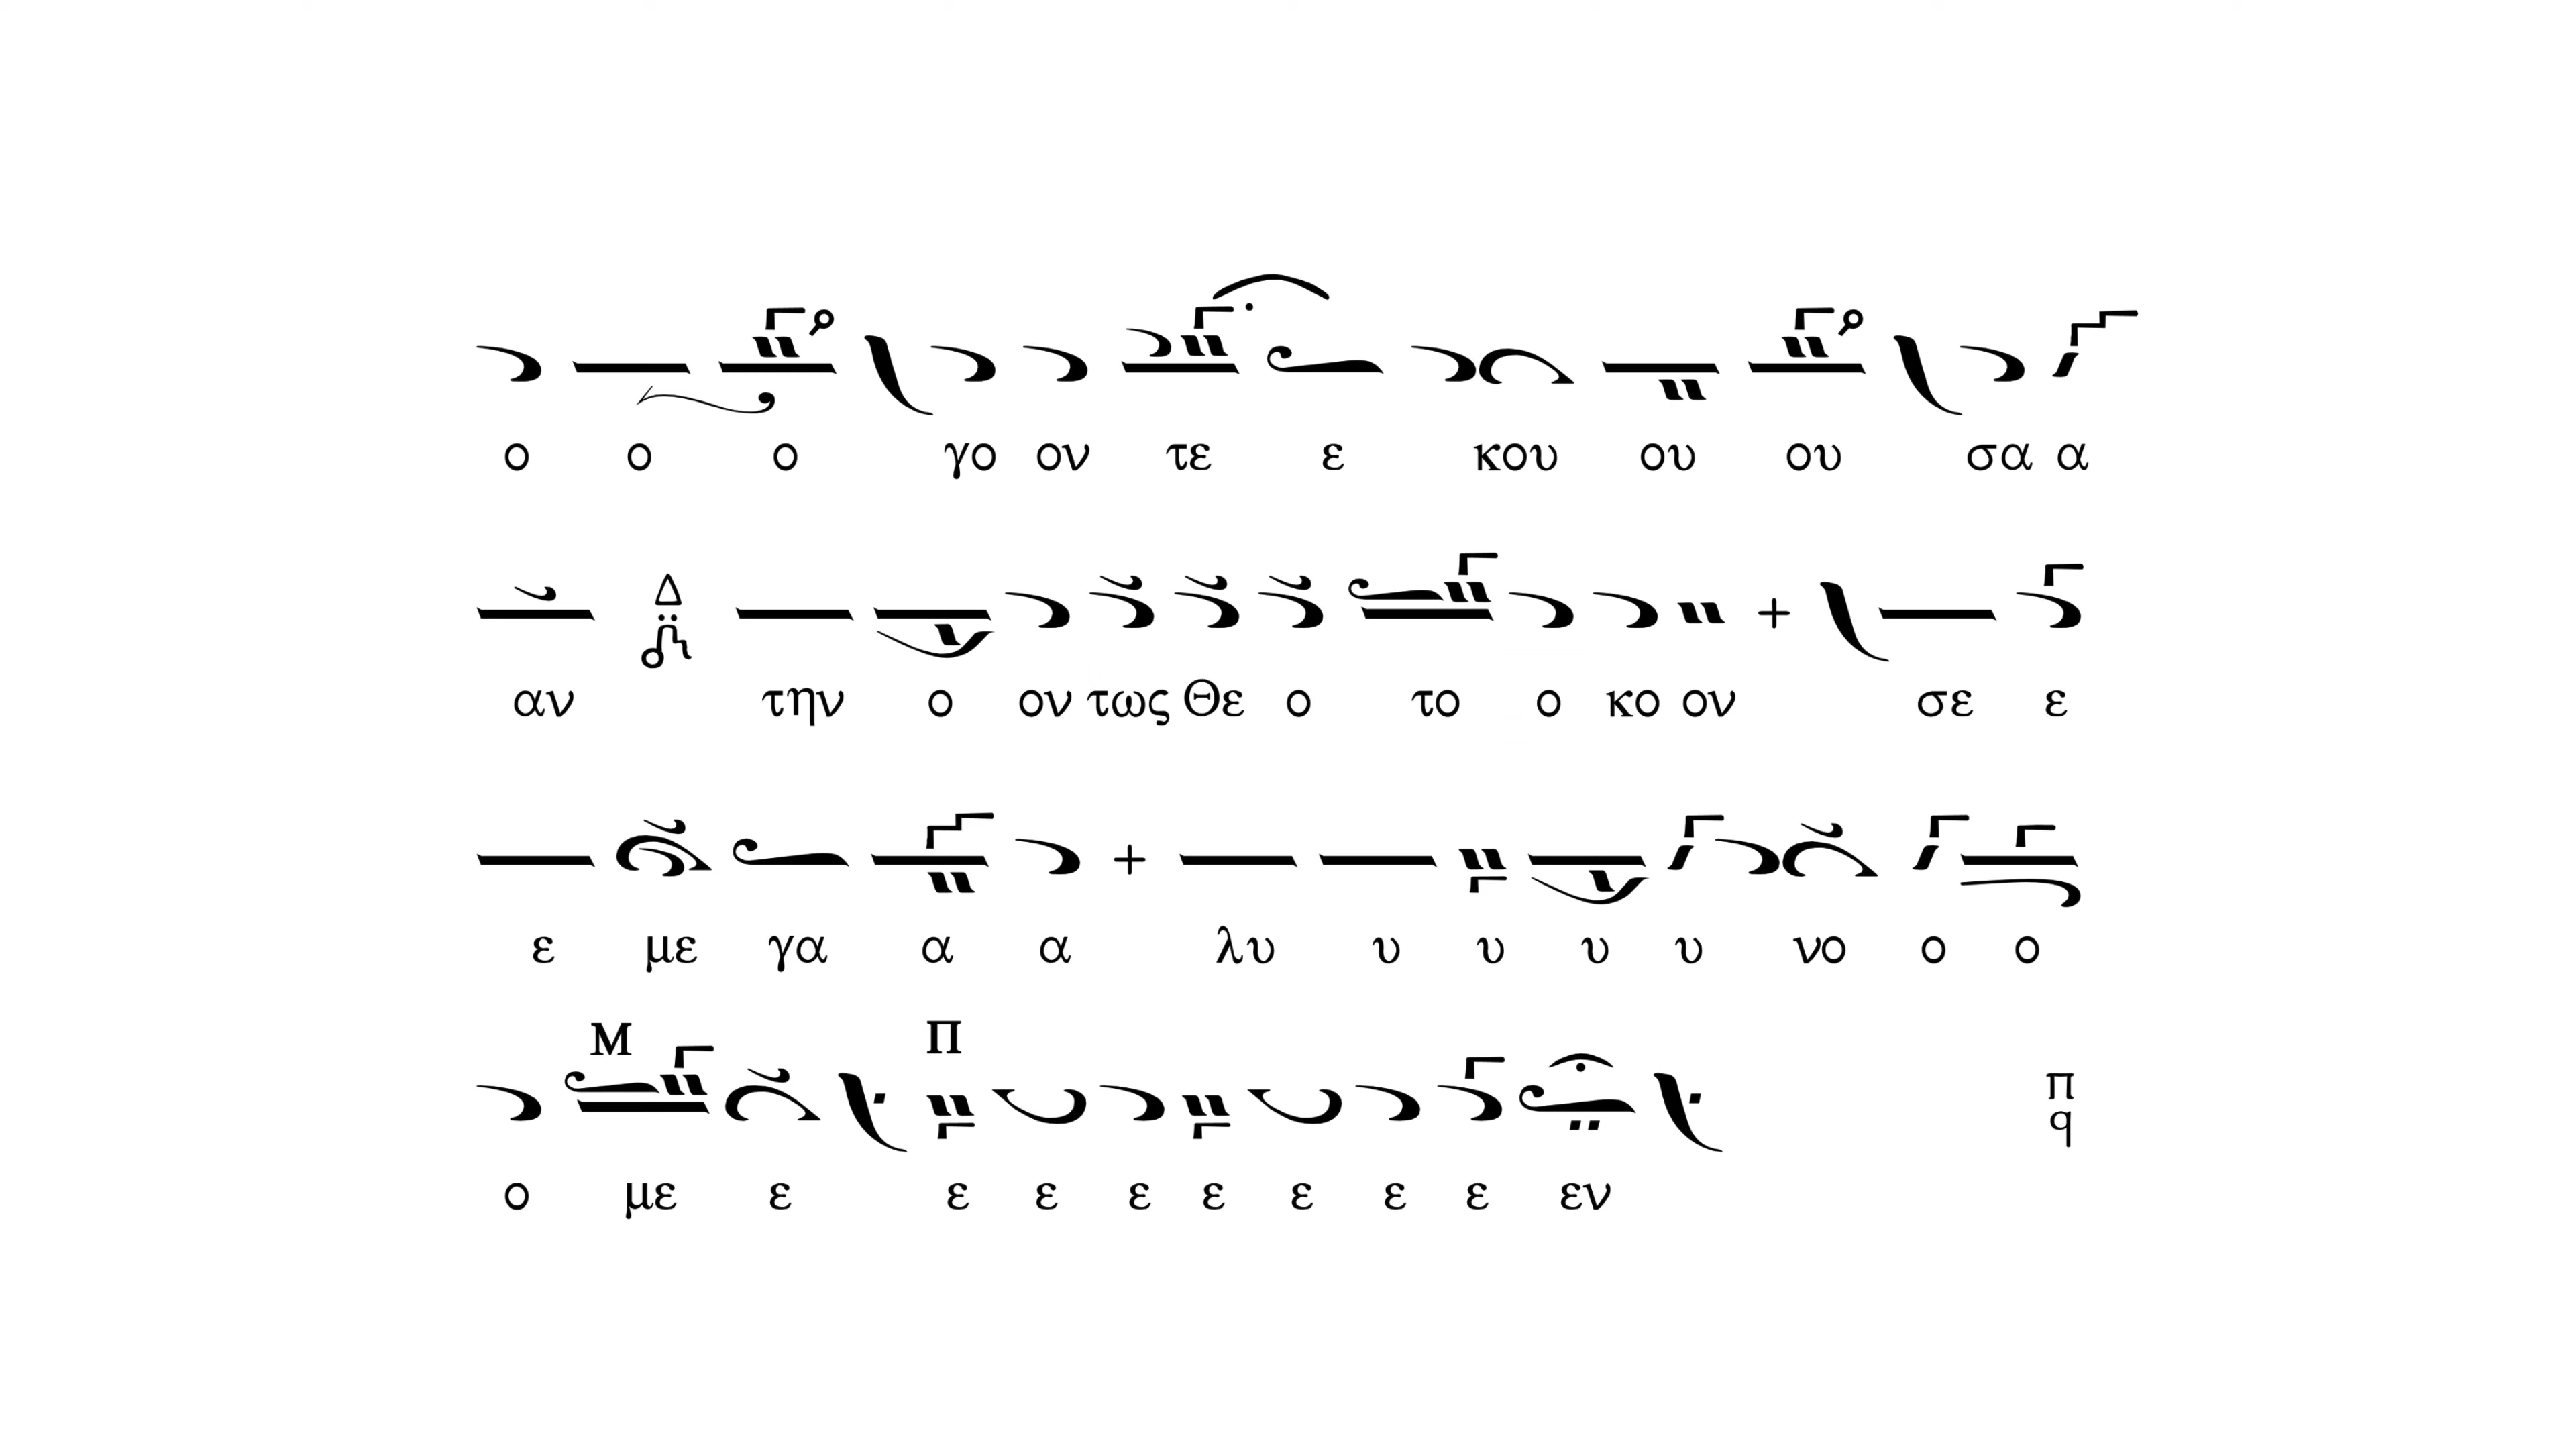 ο ο ο γο ον τε ε κου ου ου σα α
αν Δ την ο ον τως Θε ο το ο κο ον + σε ε
ε με γα α α + λυ υ υ υ υ νο ο ο
Μ Π π q
ο με ε ε ε ε ε ε ε ε εν